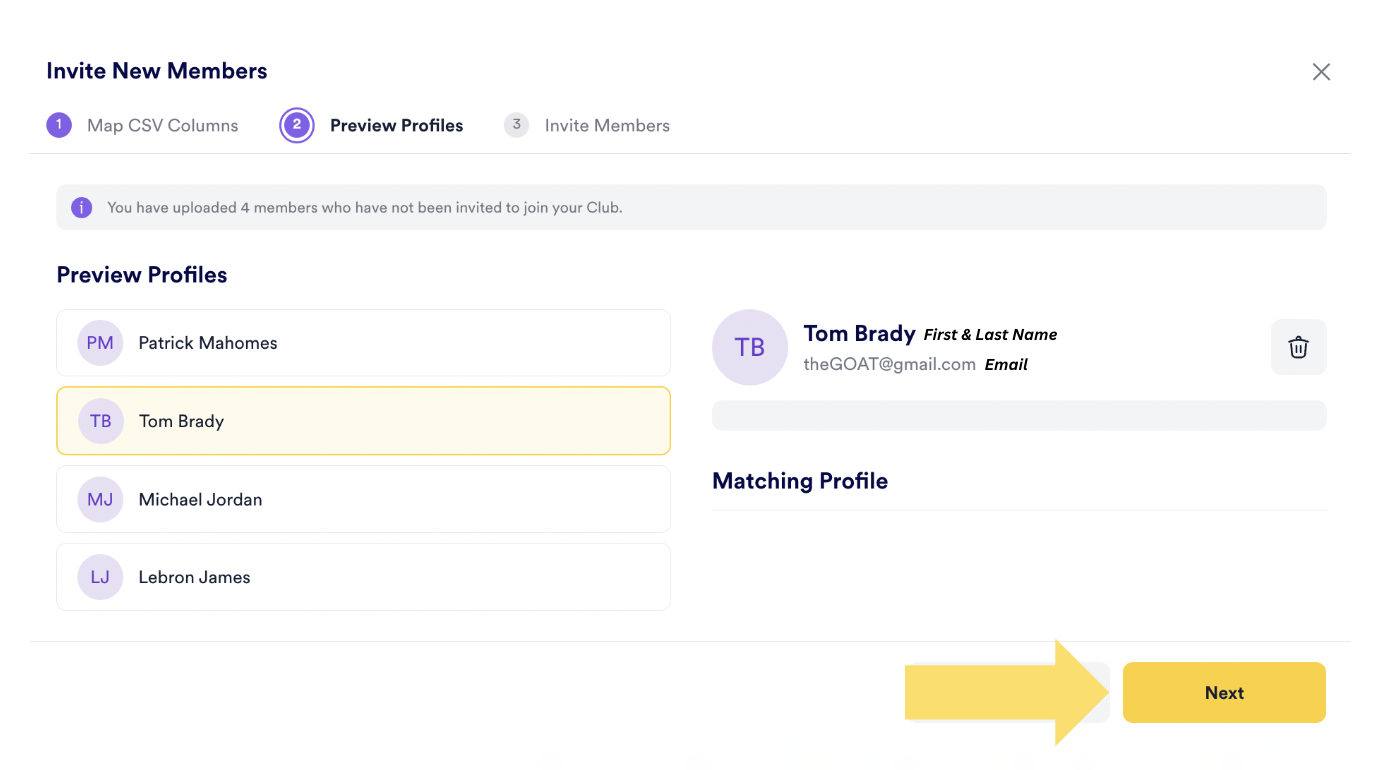 Invite New Members
1 Map CSV Columns 2 Preview Profiles 3 Invite Members
i You have uploaded 4 members who have not been invited to join your Club.
Preview Profiles
PM Patrick Mahomes
TB Tom Brady
MJ Michael Jordan
LJ Lebron James
TB
Tom Brady First & Last Name
theGOAT@gmail.com Email
Matching Profile
Next